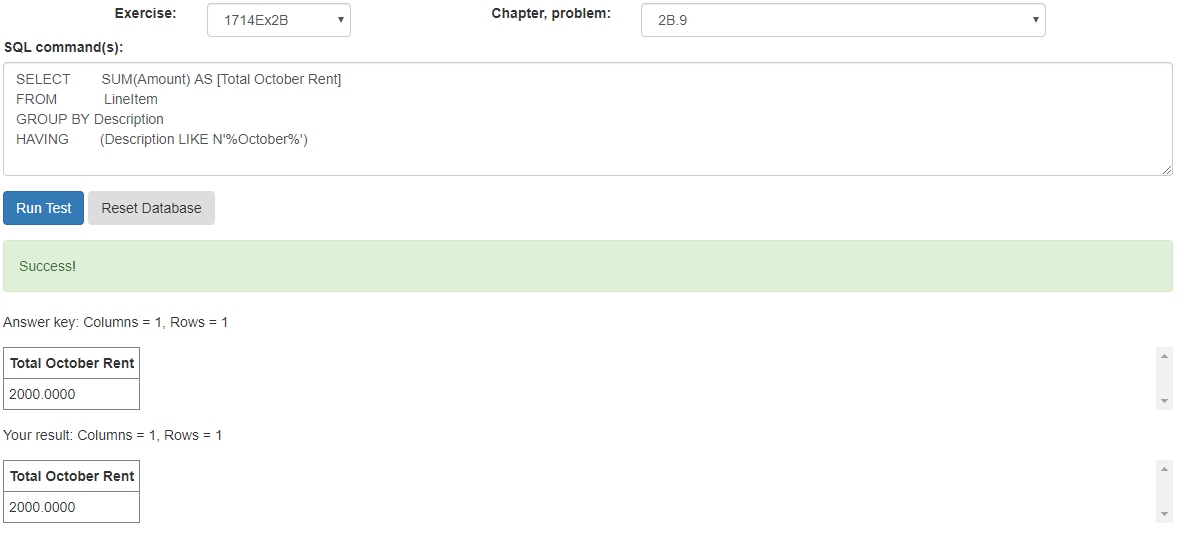 Exercise: 1714Ex2B Chapter, problem: 2B.9
SQL command(s):
SELECT SUM(Amount) AS [Total October Rent]
FROM LineItem
GROUP BY Description
HAVING (Description LIKE N'%October%')
Run Test Reset Database
Success!
Answer key: Columns = 1, Rows = 1
Total October Rent
2000.0000
Your result: Columns = 1, Rows = 1
Total October Rent
2000.0000